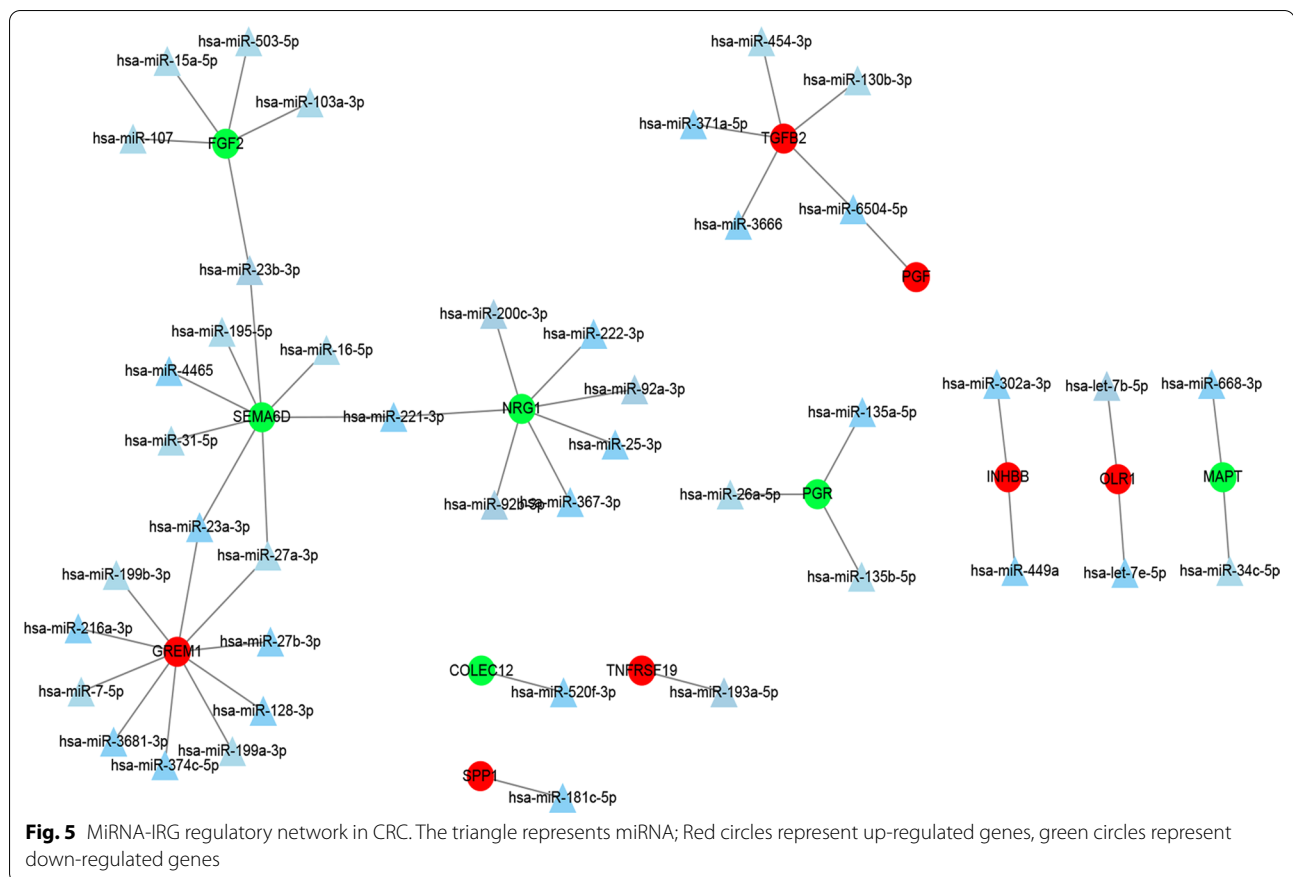 hsa-miR-503-5p
hsa-miR-15a-5p
hsa-miR-103a-3p
hsa-miR-107
FGF2
hsa-miR-23b-3p
hsa-miR-195-5p
hsa-miR-16-5p
hsa-miR-4465
SEMA6D
hsa-miR-31-5p
hsa-miR-221-3p
hsa-miR-23a-3p
hsa-miR-27a-3p
hsa-miR-199b-3p
hsa-miR-216a-3p
hsa-miR-27b-3p
GREM1
hsa-miR-7-5p
hsa-miR-128-3p
hsa-miR-3681-3p
hsa-miR-199a-3p
hsa-miR-374c-5p
hsa-miR-200c-3p
hsa-miR-222-3p
hsa-miR-92a-3p
NRG1
hsa-miR-25-3p
hsa-miR-92b-3p
hsa-miR-367-3p
hsa-miR-454-3p
hsa-miR-130b-3p
hsa-miR-371a-5p
TGFB2
hsa-miR-3666
hsa-miR-6504-5p
PGF
hsa-miR-135a-5p
hsa-miR-26a-5p
PGR
hsa-miR-135b-5p
hsa-miR-302a-3p
INHBB
hsa-miR-449a
hsa-let-7b-5p
OLR1
hsa-let-7e-5p
hsa-miR-668-3p
MAPT
hsa-miR-34c-5p
COLEC12
hsa-miR-520f-3p
TNFRSF19
hsa-miR-193a-5p
SPP1
hsa-miR-181c-5p
Fig. 5 MiRNA-IRG regulatory network in CRC. The triangle represents miRNA; Red circles represent up-regulated genes, green circles represent
down-regulated genes